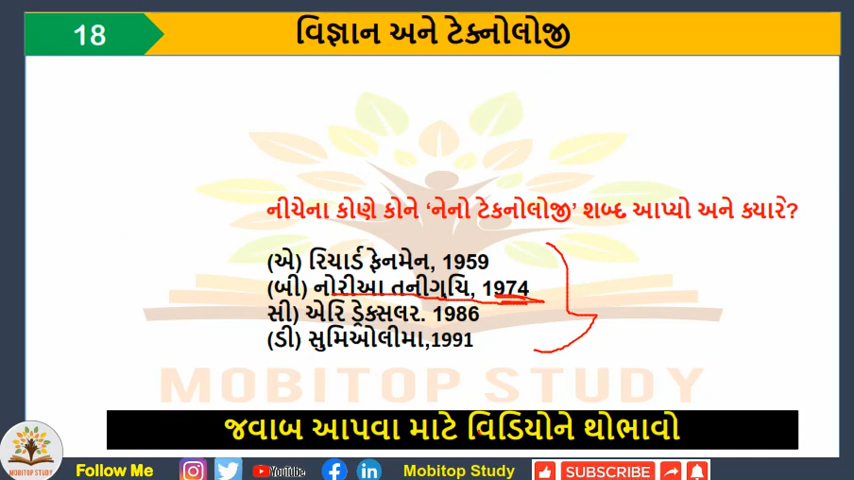 18
વિજ્ઞાન અને ટેક્નોલોજી
નીચેના કોણે કોને ‘નેનો ટેકનોલોજી’ શબ્દ આપ્યો અને ક્યારે?
(એ) રિચાર્ડ ફેનમેન, 1959
(બી) નોરીઆ તનીગુચિ, 1974
સી) એરિ ડ્રેક્સલર. 1986
(ડી) સુમિઓલીમા,1991
MOBITOP STUDY
જવાબ આપવા માટે વિડિયોને થોભાવો
MOBITOP STUDY
Follow Me
YouTube
Mobitop Study
SUBSCRIBE